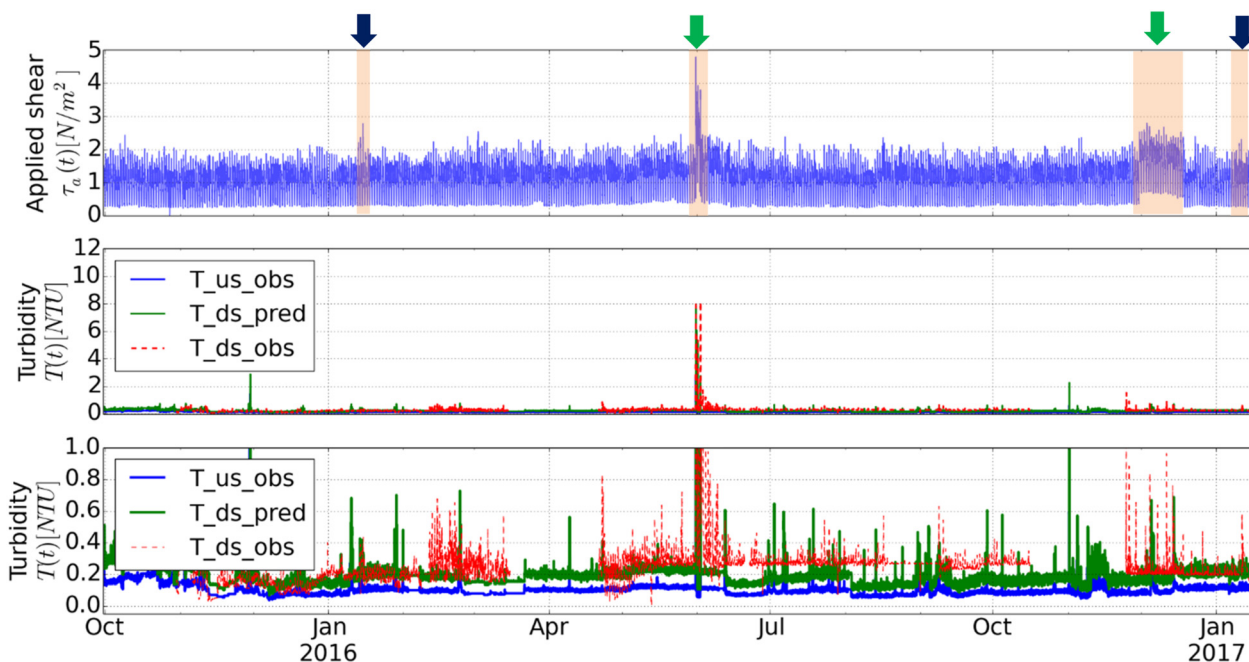 Applied shear
τ_a(t)[N/m²]
5
4
3
2
1
0
Turbidity
T(t)[NTU]
12
10
8
6
4
2
0
T_us_obs
T_ds_pred
T_ds_obs
Turbidity
T(t)[NTU]
1.0
0.8
0.6
0.4
0.2
0.0
T_us_obs
T_ds_pred
T_ds_obs
Oct Jan Apr Jul Oct Jan
2016 2017